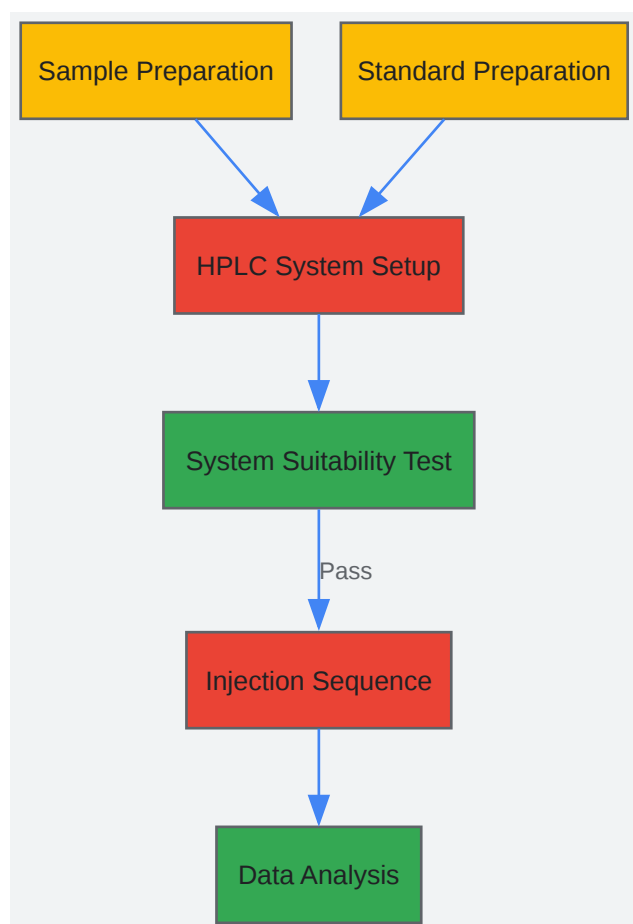 Sample Preparation
Standard Preparation
HPLC System Setup
System Suitability Test
Pass
Injection Sequence
Data Analysis